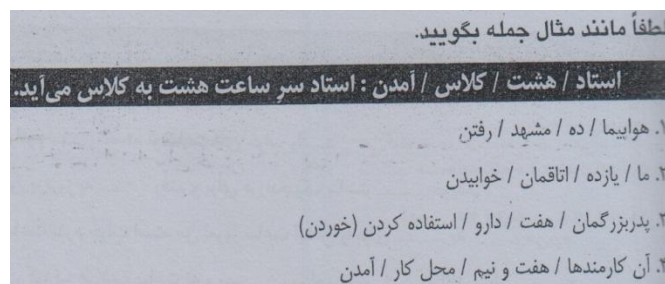 لطفاً مانند مثال جمله بگویید.
استاد / هشت / کلاس / آمدن : استاد سرِ ساعت هشت به کلاس می‌آید.
۱. هواپیما / ده / مشهد / رفتن
۲. ما / یازده / اتاقمان / خوابیدن
۳. پدربزرگمان / هفت / دارو / استفاده کردن (خوردن)
۴. آن کارمندها / هفت و نیم / محل کار / آمدن